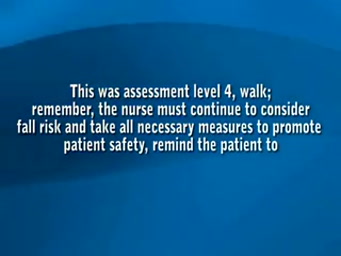 This was assessment level 4, walk;
remember, the nurse must continue to consider
fall risk and take all necessary measures to promote
patient safety, remind the patient to